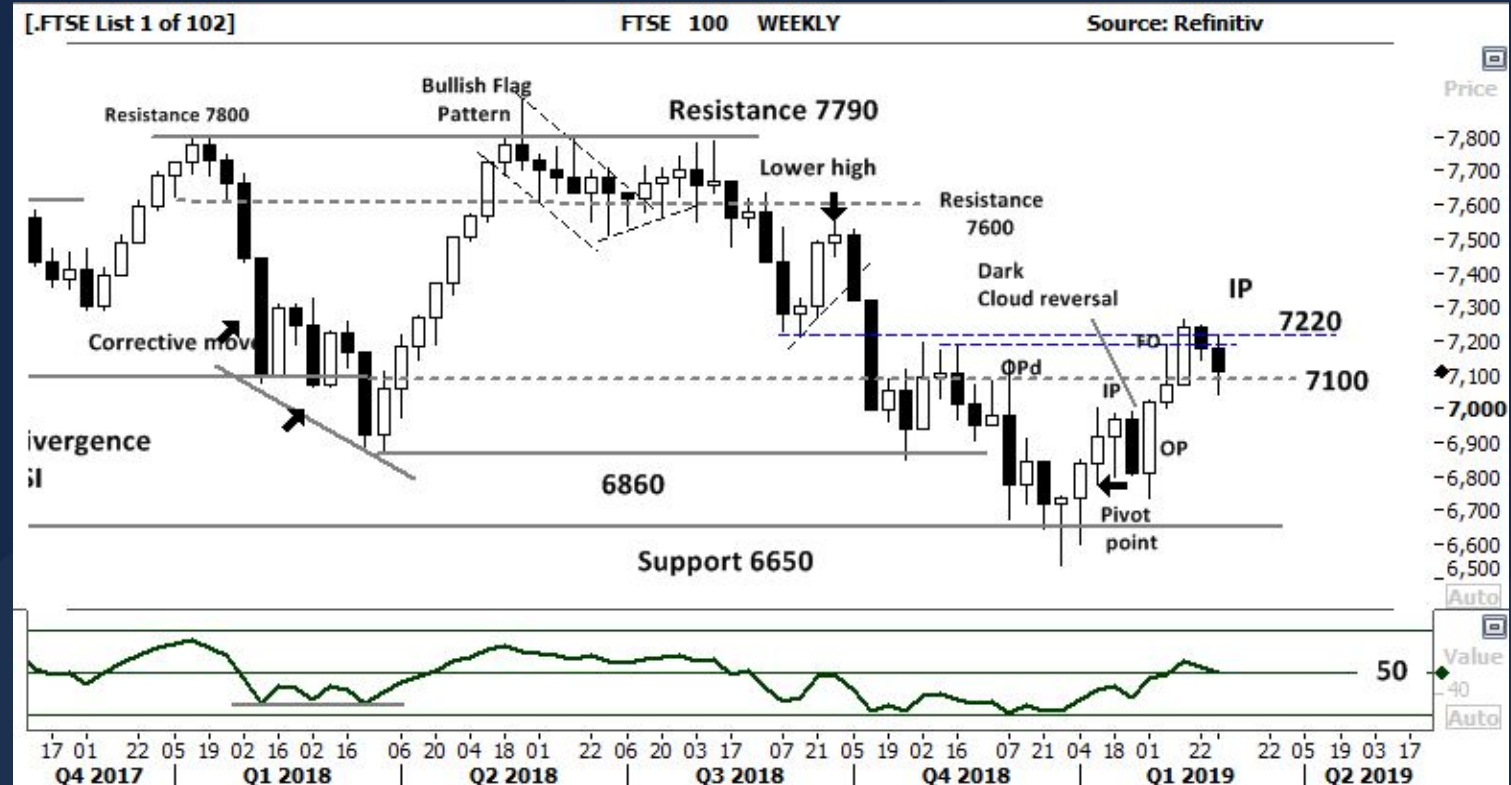 [.FTSE List 1 of 102]
FTSE 100 WEEKLY
Source: Refinitiv
Price
Bullish Flag
Pattern
Resistance 7800
Resistance 7790
Lower high
Resistance
7600
Dark
Cloud reversal
IP
7220
FO
Corrective move
OPd
IP
7100
OP
ivergence
SI
6860
Pivot
point
Support 6650
7,800
7,700
7,600
7,500
7,400
7,300
7,200
7,100
7,000
6,900
6,800
6,700
6,600
6,500
Auto
Value
50
40
Auto
17 01 22 05 19 02 16 02 16 06 20 04 18 01 22 06 20 03 17 07 21 05 19 02 16 07 21 04 18 01 22 22 05 19 03 17
Q4 2017 Q1 2018 Q2 2018 Q3 2018 Q4 2018 Q1 2019 Q2 2019